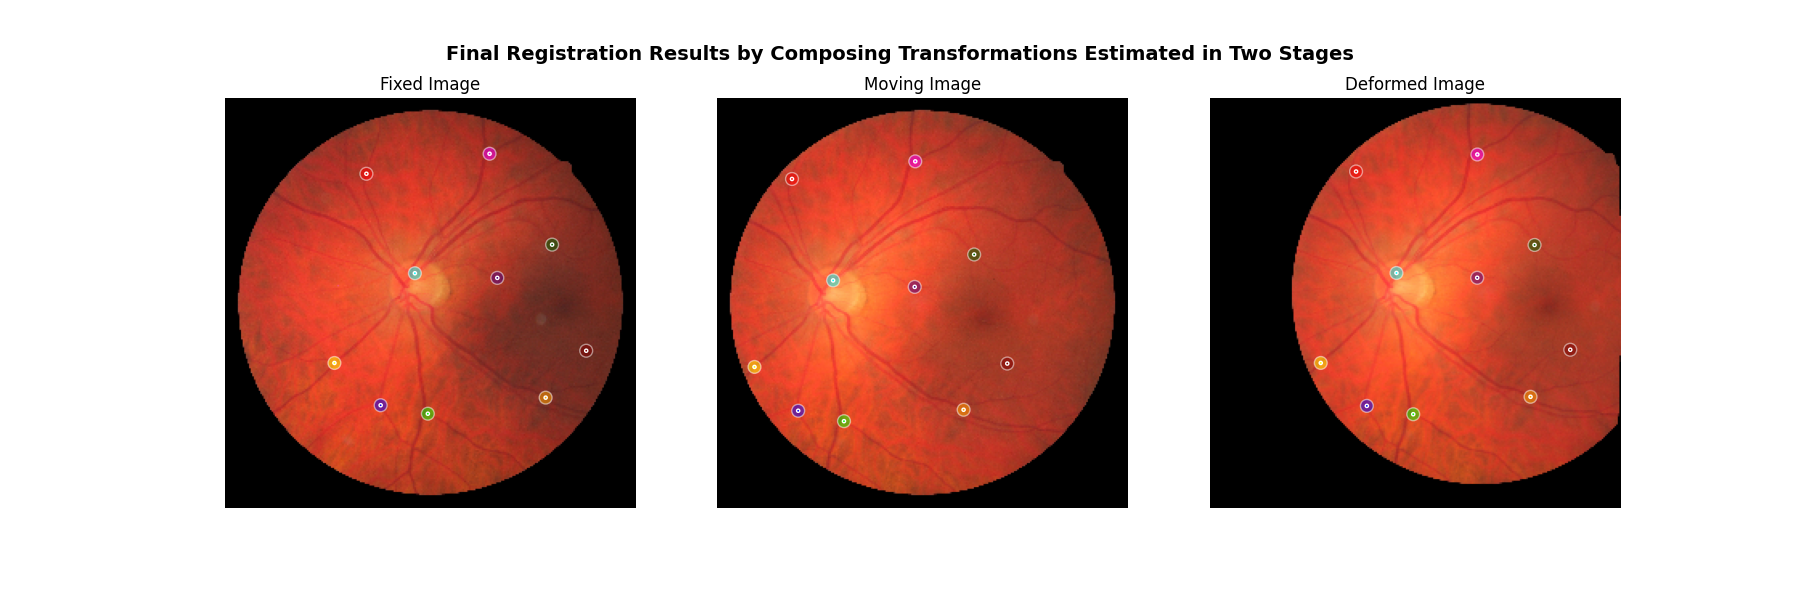 Final Registration Results by Composing Transformations Estimated in Two Stages
Fixed Image
Moving Image
Deformed Image